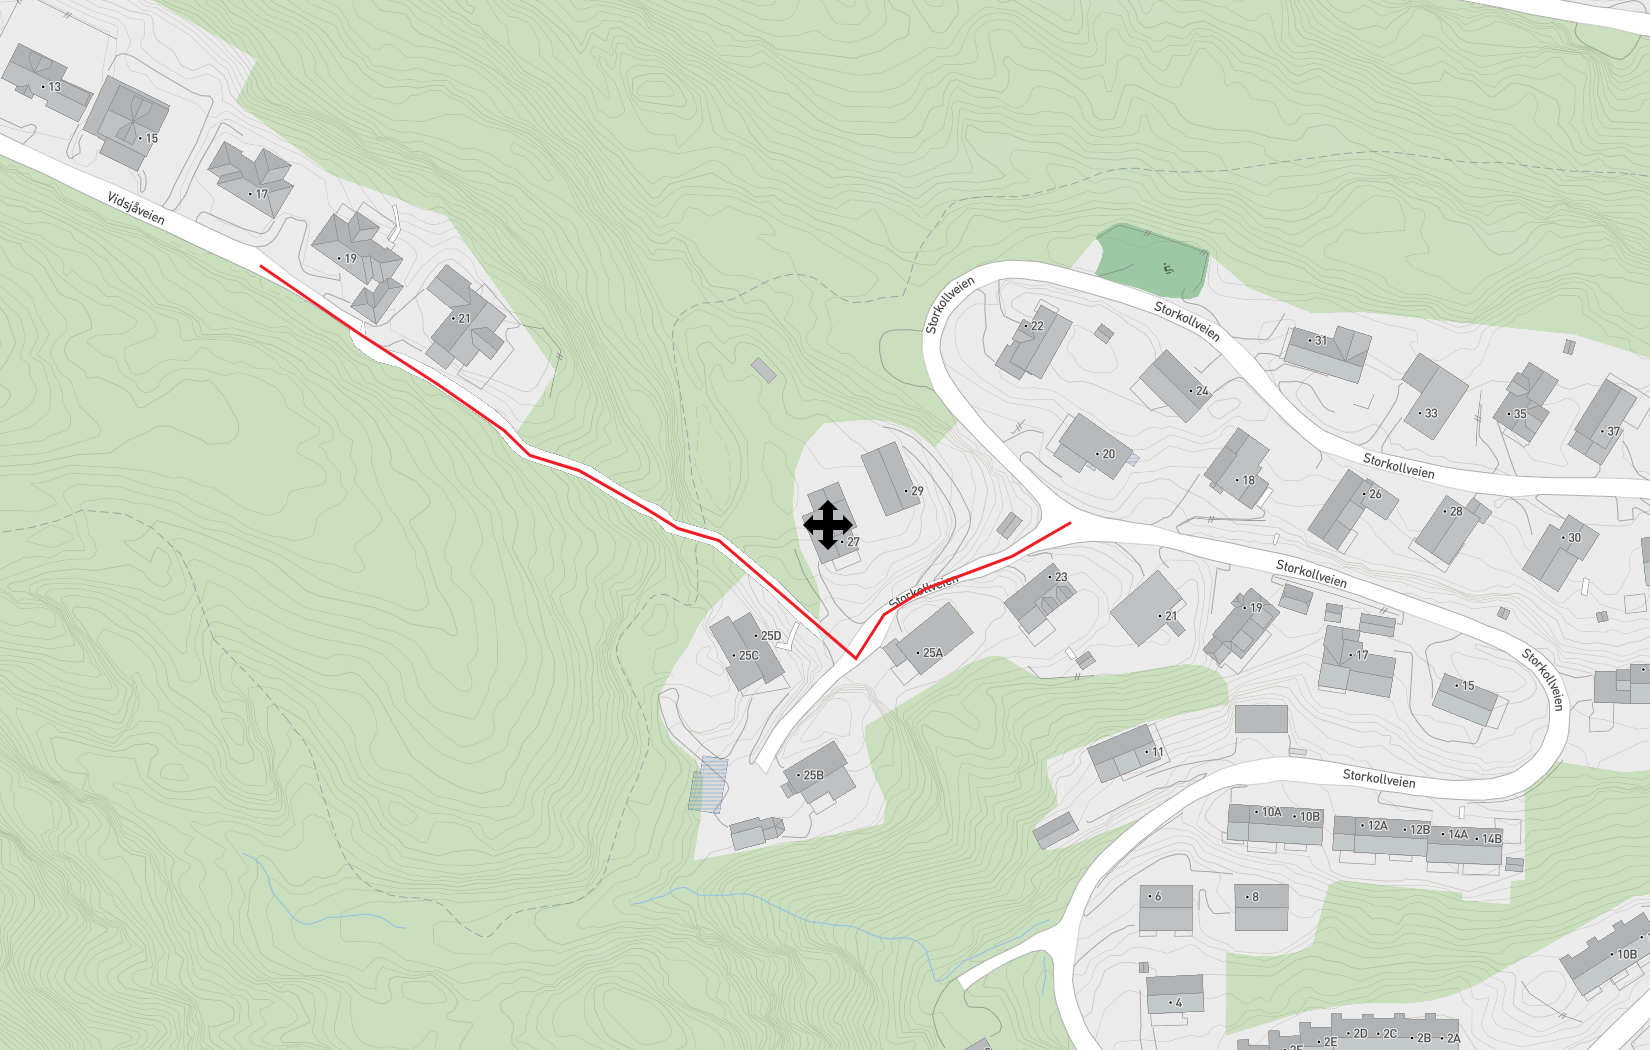 13
15
17
Vidsjåveien
19
21
Storkollveien
22
Storkollveien
31
24
33
35
37
20
Storkollveien
18
26
29
28
27
30
Storkollveien
23
Storkollveien
19
21
25D
25C
25A
17
Storkollveien
15
11
25B
Storkollveien
10A
10B
12A
12B
14A
14B
6
8
10B
4
2D
2C
2B
2A
2E